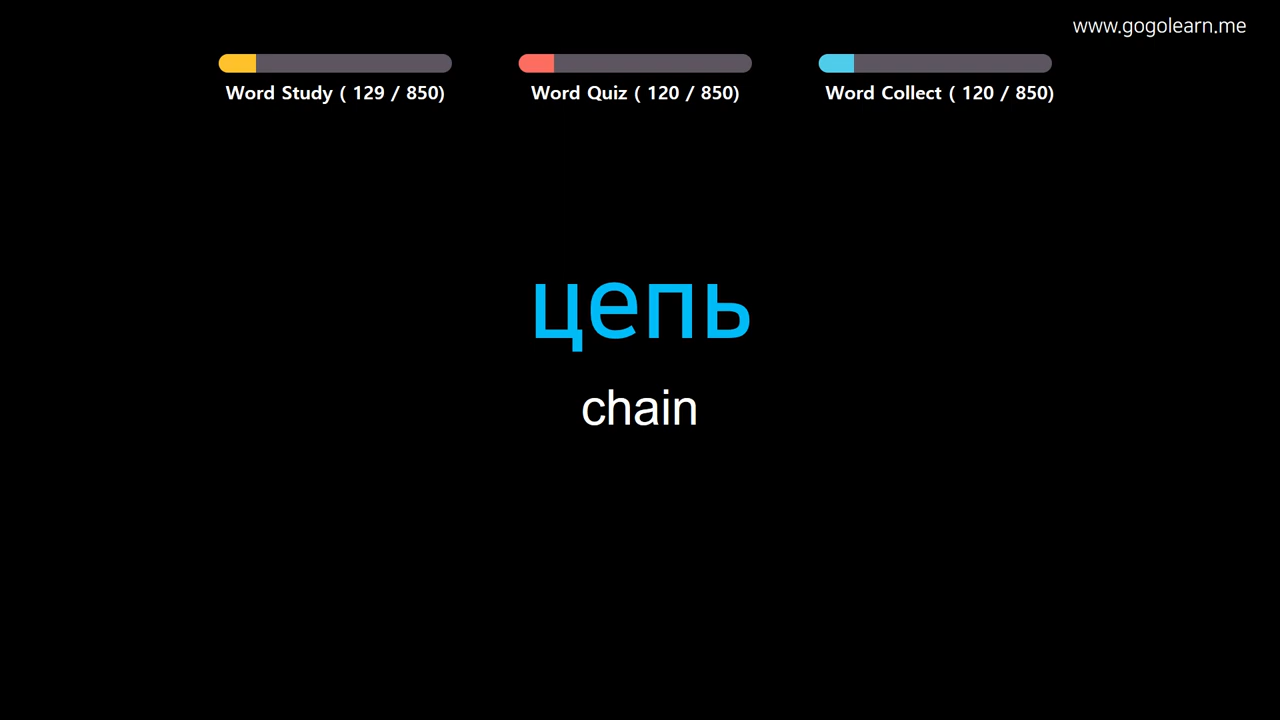 www.gogolearn.me
Word Study ( 129 / 850)
Word Quiz ( 120 / 850)
Word Collect ( 120 / 850)
цепь
chain